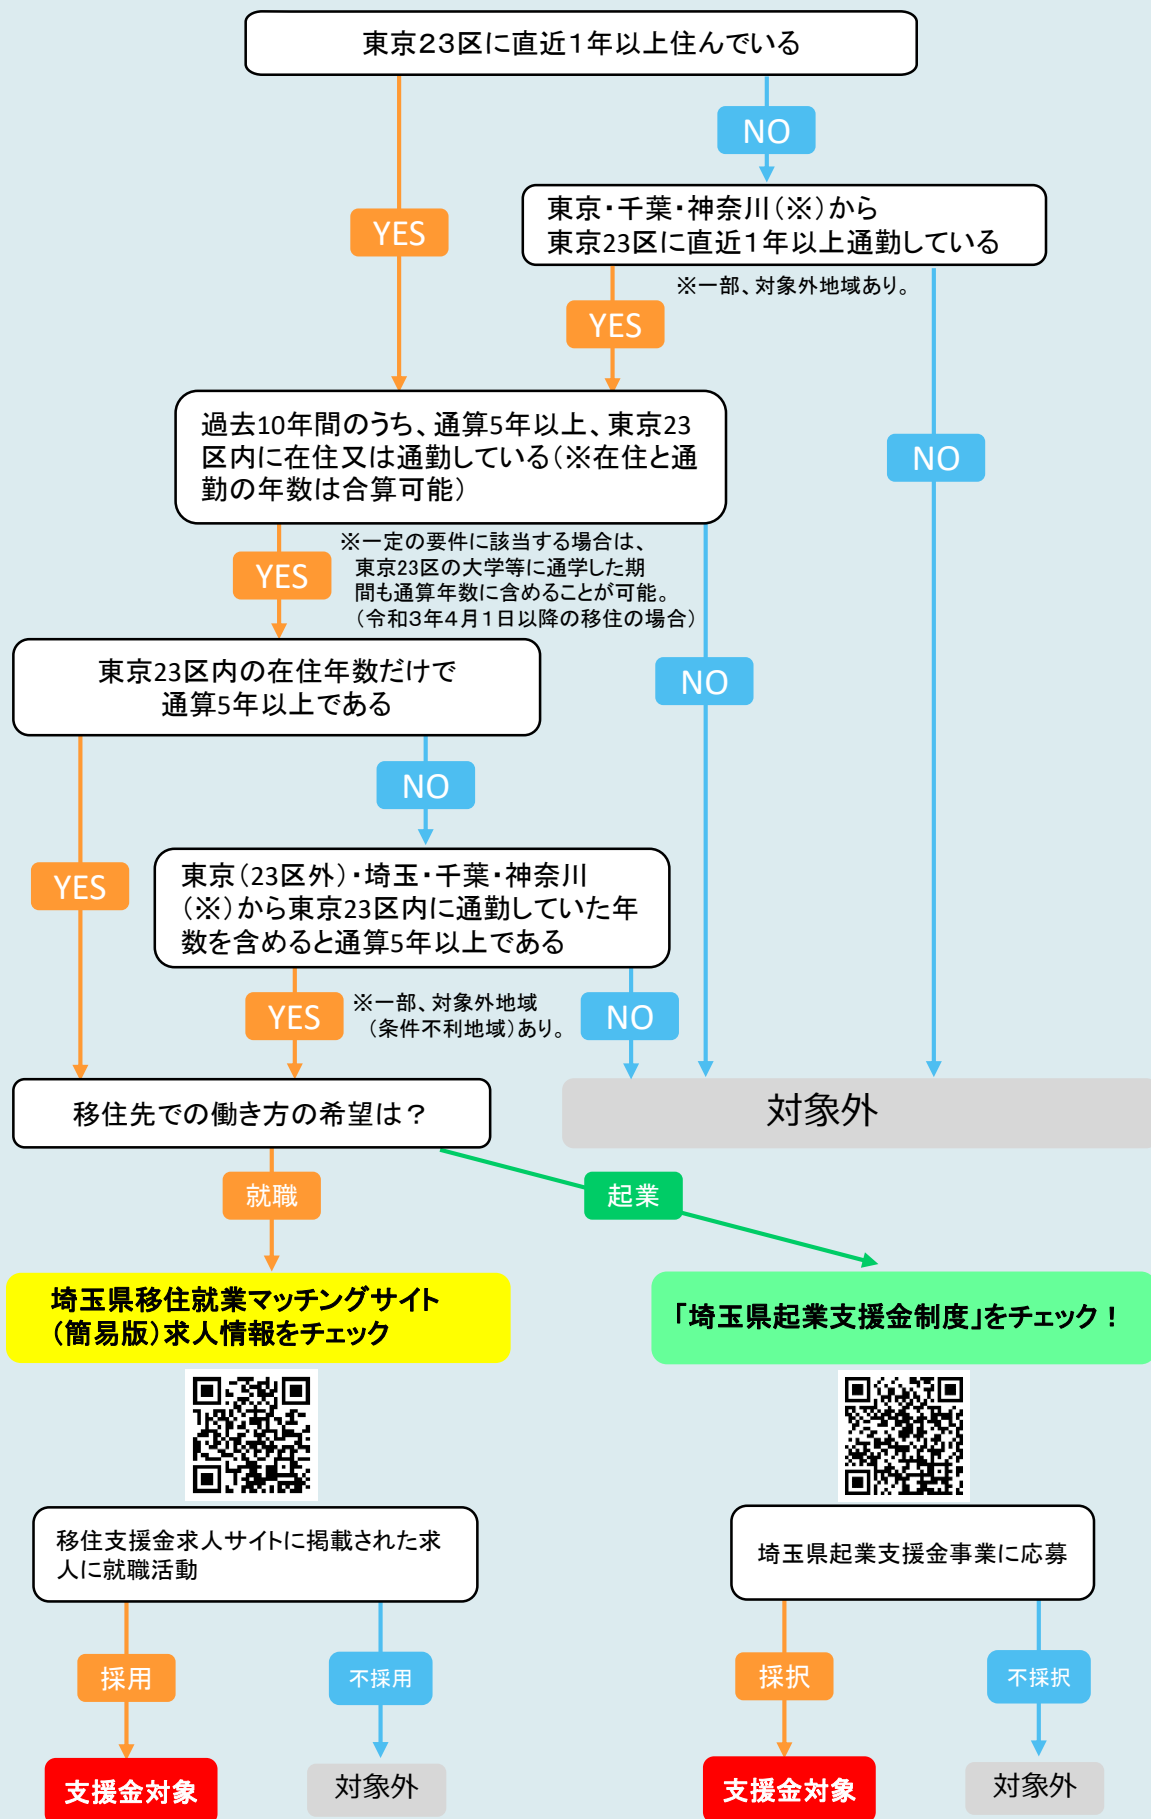 東京23区に直近1年以上住んでいる
NO
YES
東京・千葉・神奈川(※)から
東京23区に直近1年以上通勤している
※一部、対象外地域あり。
YES
過去10年間のうち、通算5年以上、東京23
区内に在住又は通勤している(※在住と通
勤の年数は合算可能)
NO
YES
※一定の要件に該当する場合は、
東京23区の大学等に通学した期
間も通算年数に含めることが可能。
(令和3年4月1日以降の移住の場合)
NO
東京23区内の在住年数だけで
通算5年以上である
NO
YES
東京(23区外)・埼玉・千葉・神奈川
(※)から東京23区内に通勤していた年
数を含めると通算5年以上である
YES
※一部、対象外地域
(条件不利地域)あり。
NO
移住先での働き方の希望は?
対象外
就職
起業
埼玉県移住就業マッチングサイト
(簡易版)求人情報をチェック
「埼玉県起業支援金制度」をチェック!
移住支援金求人サイトに掲載された求
人に就職活動
埼玉県起業支援金事業に応募
採用
不採用
採択
不採択
支援金対象
対象外
支援金対象
対象外